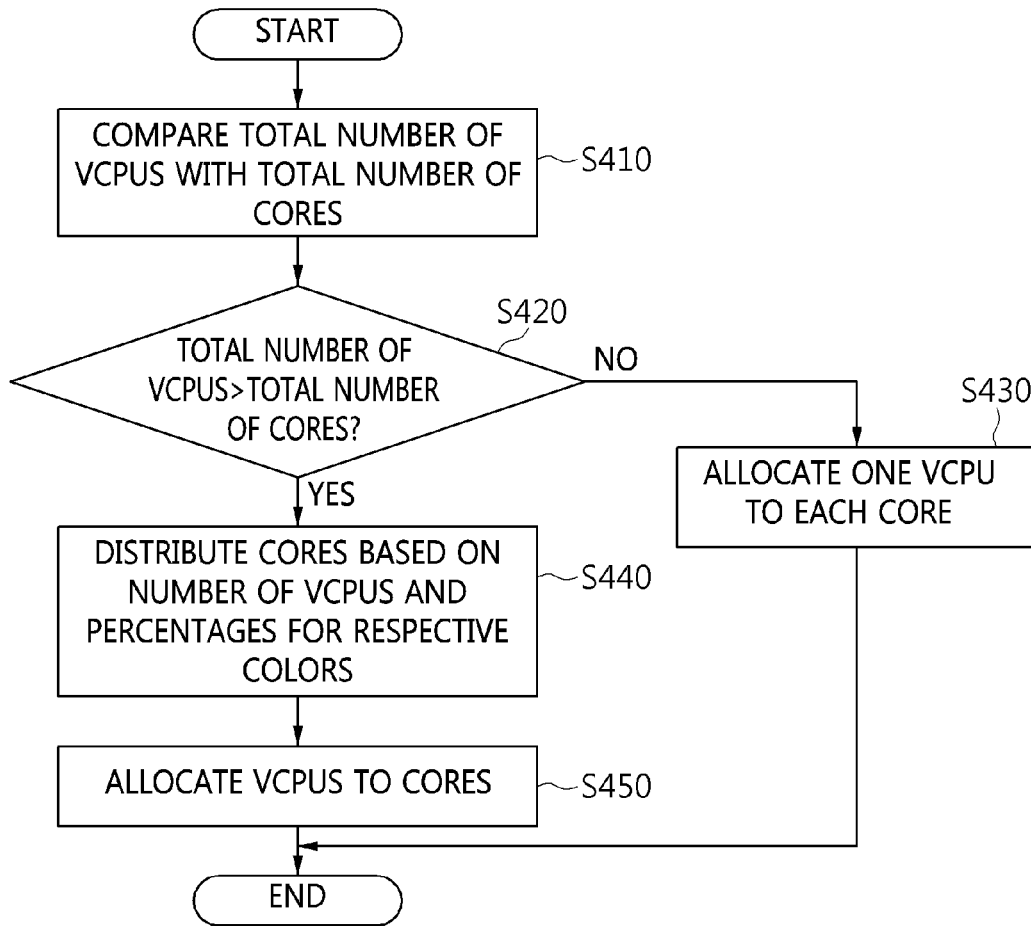 START
COMPARE TOTAL NUMBER OF
VCPUS WITH TOTAL NUMBER OF
CORES
S410
S420
TOTAL NUMBER OF
VCPUS>TOTAL NUMBER
OF CORES?
NO
S430
ALLOCATE ONE VCPU
TO EACH CORE
YES
DISTRIBUTE CORES BASED ON
NUMBER OF VCPUS AND
PERCENTAGES FOR RESPECTIVE
COLORS
S440
ALLOCATE VCPUS TO CORES
S450
END